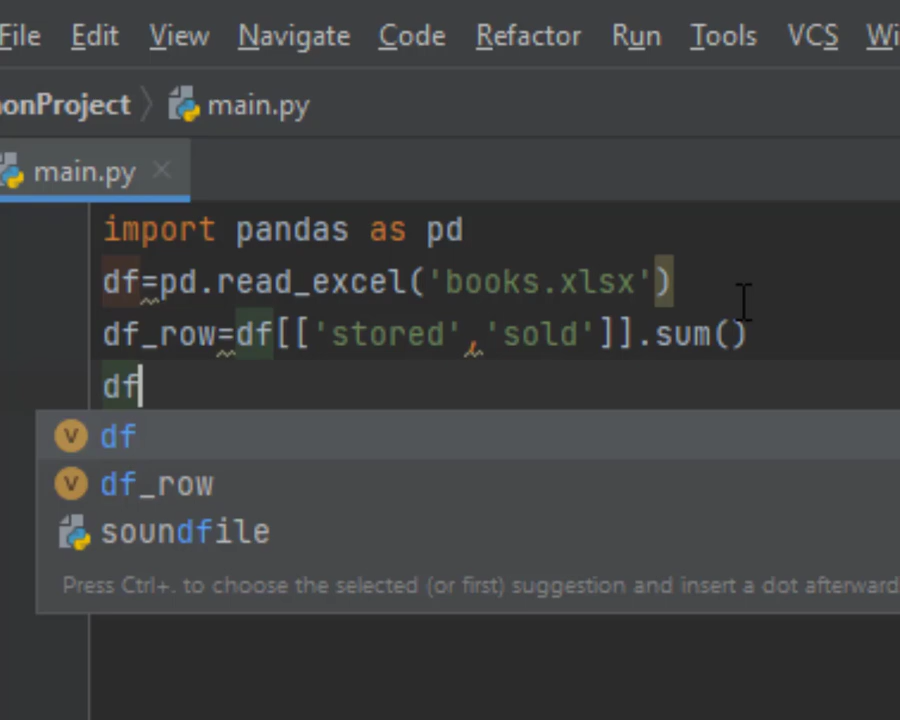 File Edit View Navigate Code Refactor Run Tools VCS
main.py
main.py
import pandas as pd
df=pd.read_excel('books.xlsx')
df_row=df[['stored','sold']].sum()
df
df
df_row
soundfile
Press Ctrl+. to choose the selected (or first) suggestion and insert a dot afterward